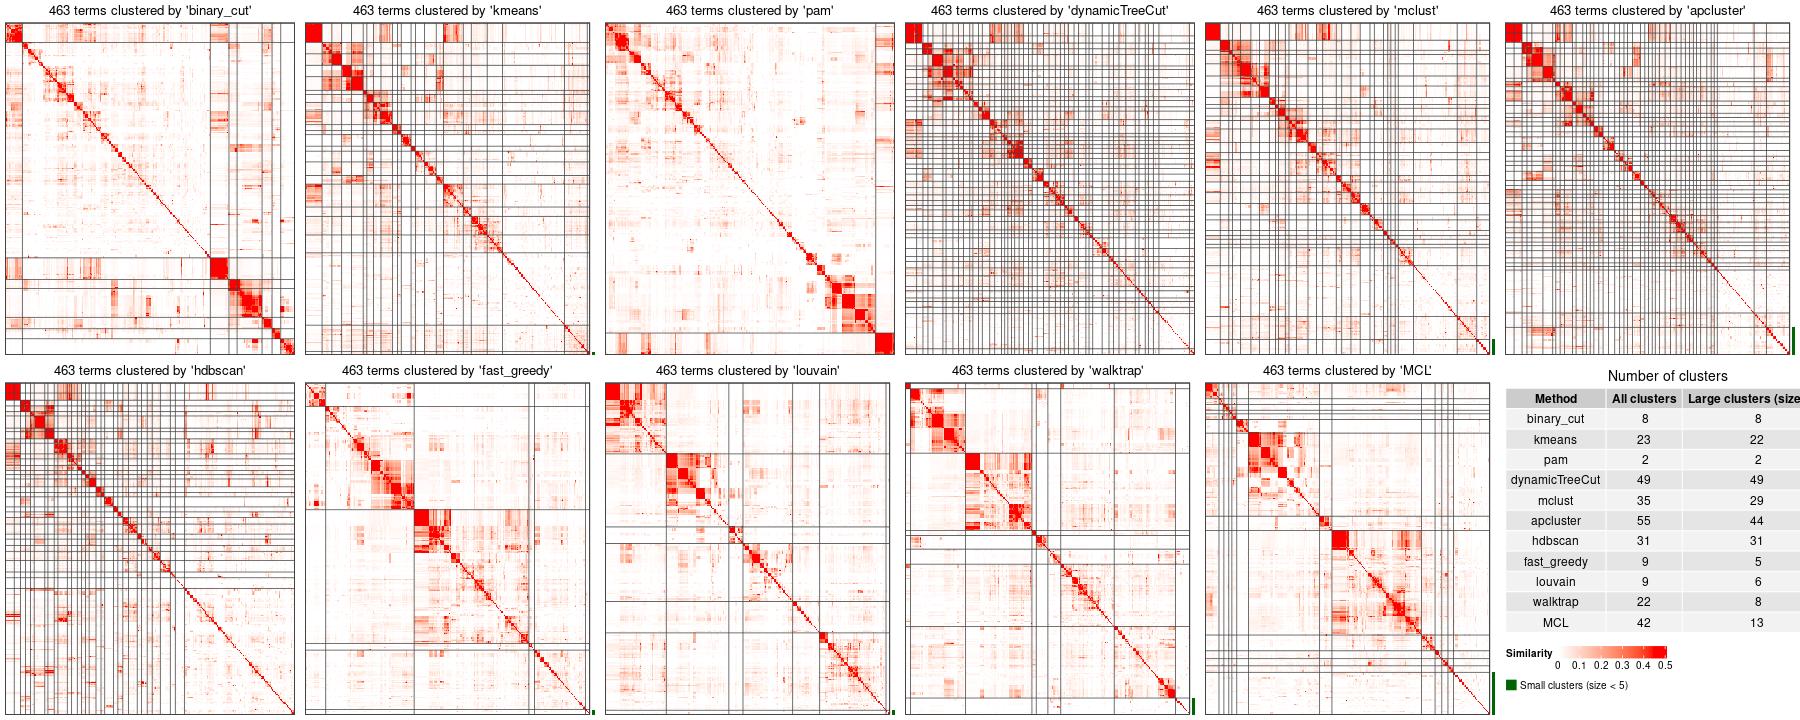 463 terms clustered by 'binary_cut'
463 terms clustered by 'kmeans'
463 terms clustered by 'pam'
463 terms clustered by 'dynamicTreeCut'
463 terms clustered by 'mclust'
463 terms clustered by 'apcluster'
463 terms clustered by 'hdbscan'
463 terms clustered by 'fast_greedy'
463 terms clustered by 'louvain'
463 terms clustered by 'walktrap'
463 terms clustered by 'MCL'
Number of clusters
Method All clusters Large clusters (size
binary_cut 8 8
kmeans 23 22
pam 2 2
dynamicTreeCut 49 49
mclust 35 29
apcluster 55 44
hdbscan 31 31
fast_greedy 9 5
louvain 9 6
walktrap 22 8
MCL 42 13
Similarity
0 0.1 0.2 0.3 0.4 0.5
Small clusters (size < 5)